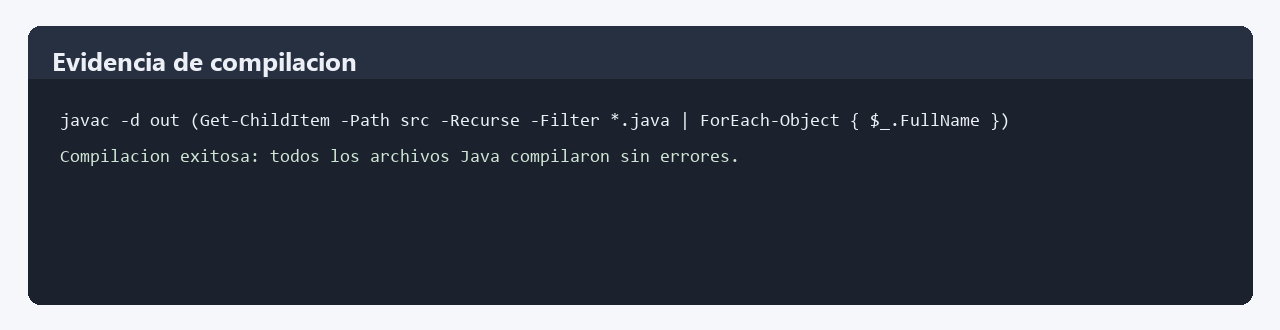 Evidencia de compilacion
javac -d out (Get-ChildItem -Path src -Recurse -Filter *.java | ForEach-Object { $_.FullName })
Compilacion exitosa: todos los archivos Java compilaron sin errores.